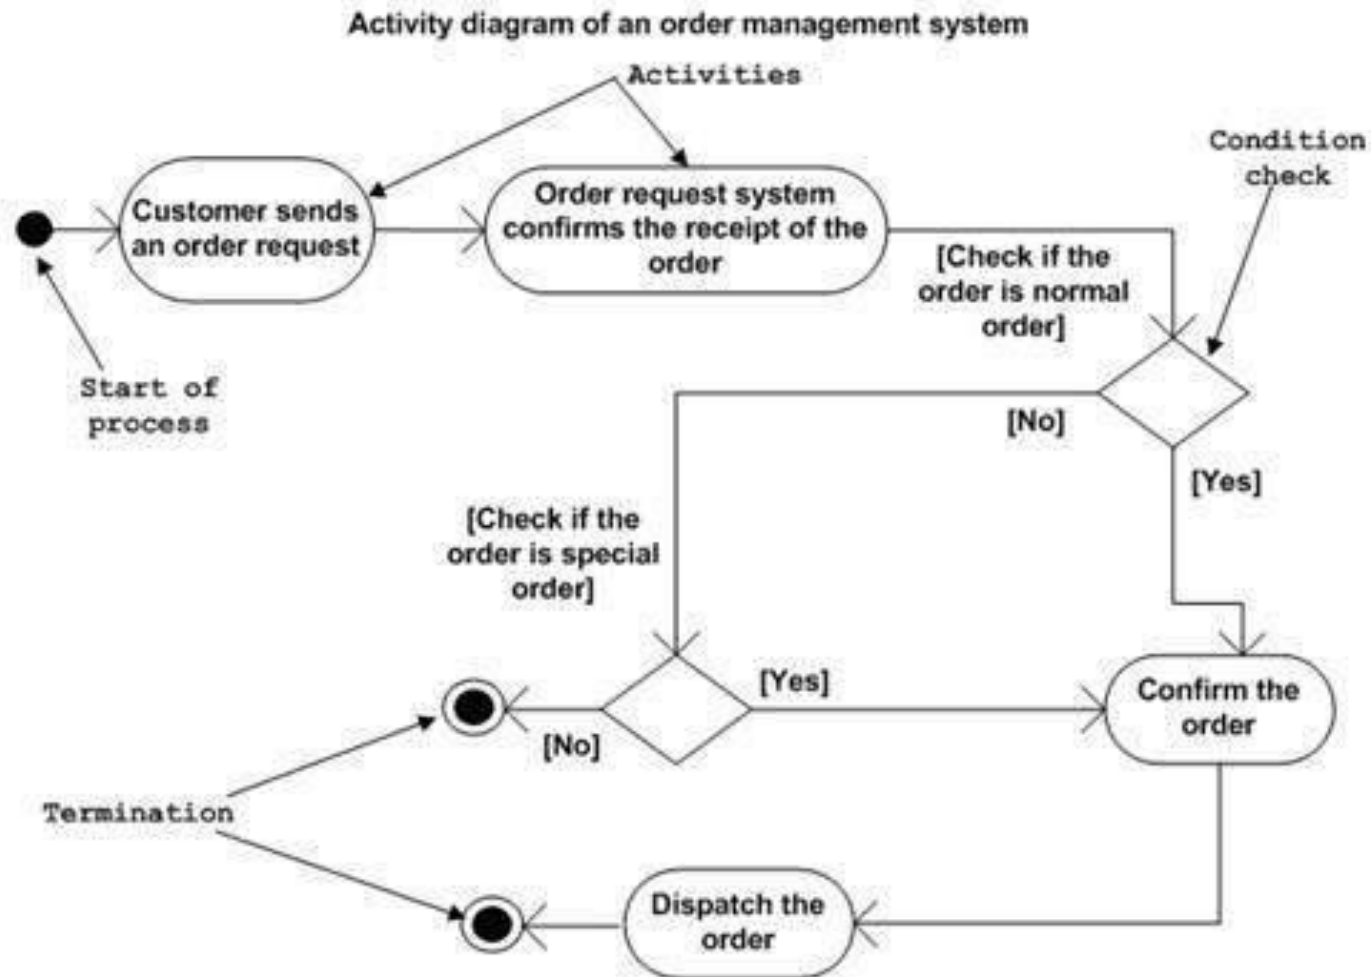 Activity diagram of an order management system
Activities
Condition
check
Customer sends
an order request
Order request system
confirms the receipt of the
order
[Check if the
order is normal
order]
Start of
process
[No]
[Yes]
[Check if the
order is special
order]
[Yes]
[No]
Confirm the
order
Termination
Dispatch the
order